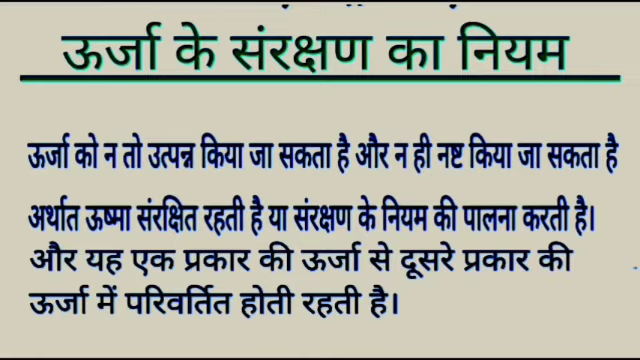 ऊर्जा के संरक्षण का नियम
ऊर्जा को न तो उत्पन्न किया जा सकता है और न ही नष्ट किया जा सकता है
अर्थात ऊष्मा संरक्षित रहती है या संरक्षण के नियम की पालना करती है।
और यह एक प्रकार की ऊर्जा से दूसरे प्रकार की
ऊर्जा में परिवर्तित होती रहती है।